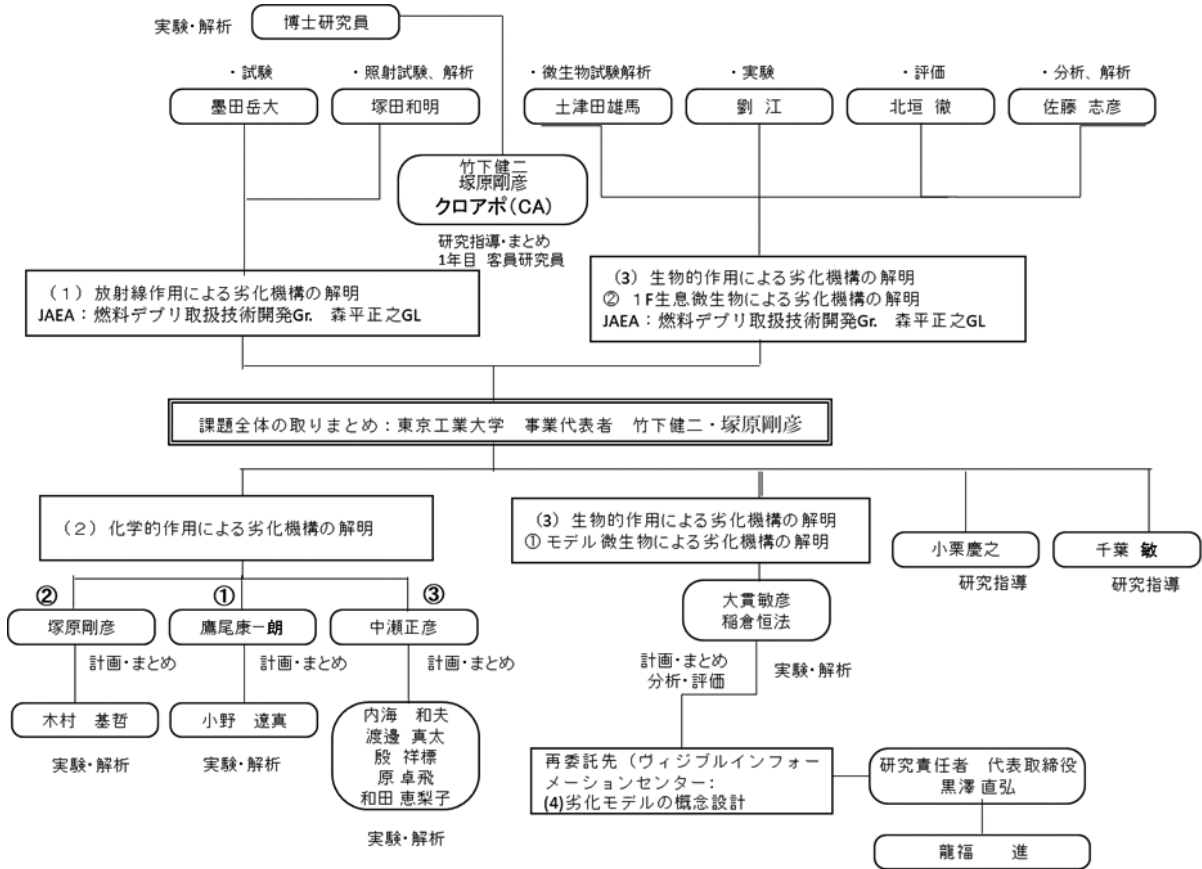 実験・解析
博士研究員
・試験
・照射試験、解析
・微生物試験解析
・実験
・評価
・分析、解析
墨田岳大
塚田和明
土津田雄馬
劉 江
北垣 徹
佐藤 志彦
竹下健二
塚原剛彦
クロアポ(CA)
研究指導・まとめ
1年目 客員研究員
（1）放射線作用による劣化機構の解明
JAEA：燃料デブリ取扱技術開発Gr. 森平正之GL
（3）生物的作用による劣化機構の解明
② 1F生息微生物による劣化機構の解明
JAEA：燃料デブリ取扱技術開発Gr. 森平正之GL
課題全体の取りまとめ：東京工業大学 事業代表者 竹下健二・塚原剛彦
（2）化学的作用による劣化機構の解明
（3）生物的作用による劣化機構の解明
① モデル微生物による劣化機構の解明
小栗慶之
研究指導
千葉 敏
研究指導
②
①
③
塚原剛彦
鷹尾康一朗
中瀬正彦
計画・まとめ
計画・まとめ
計画・まとめ
大貫敏彦
稲倉恒法
計画・まとめ
分析・評価
実験・解析
木村 基哲
小野 遼真
実験・解析
実験・解析
内海 和夫
渡邊 真太
殷 祥標
原 卓飛
和田 恵梨子
実験・解析
再委託先（ヴィジブルインフォー
メーションセンター：
(4)劣化モデルの概念設計
研究責任者 代表取締役
黒澤 直弘
龍福 進